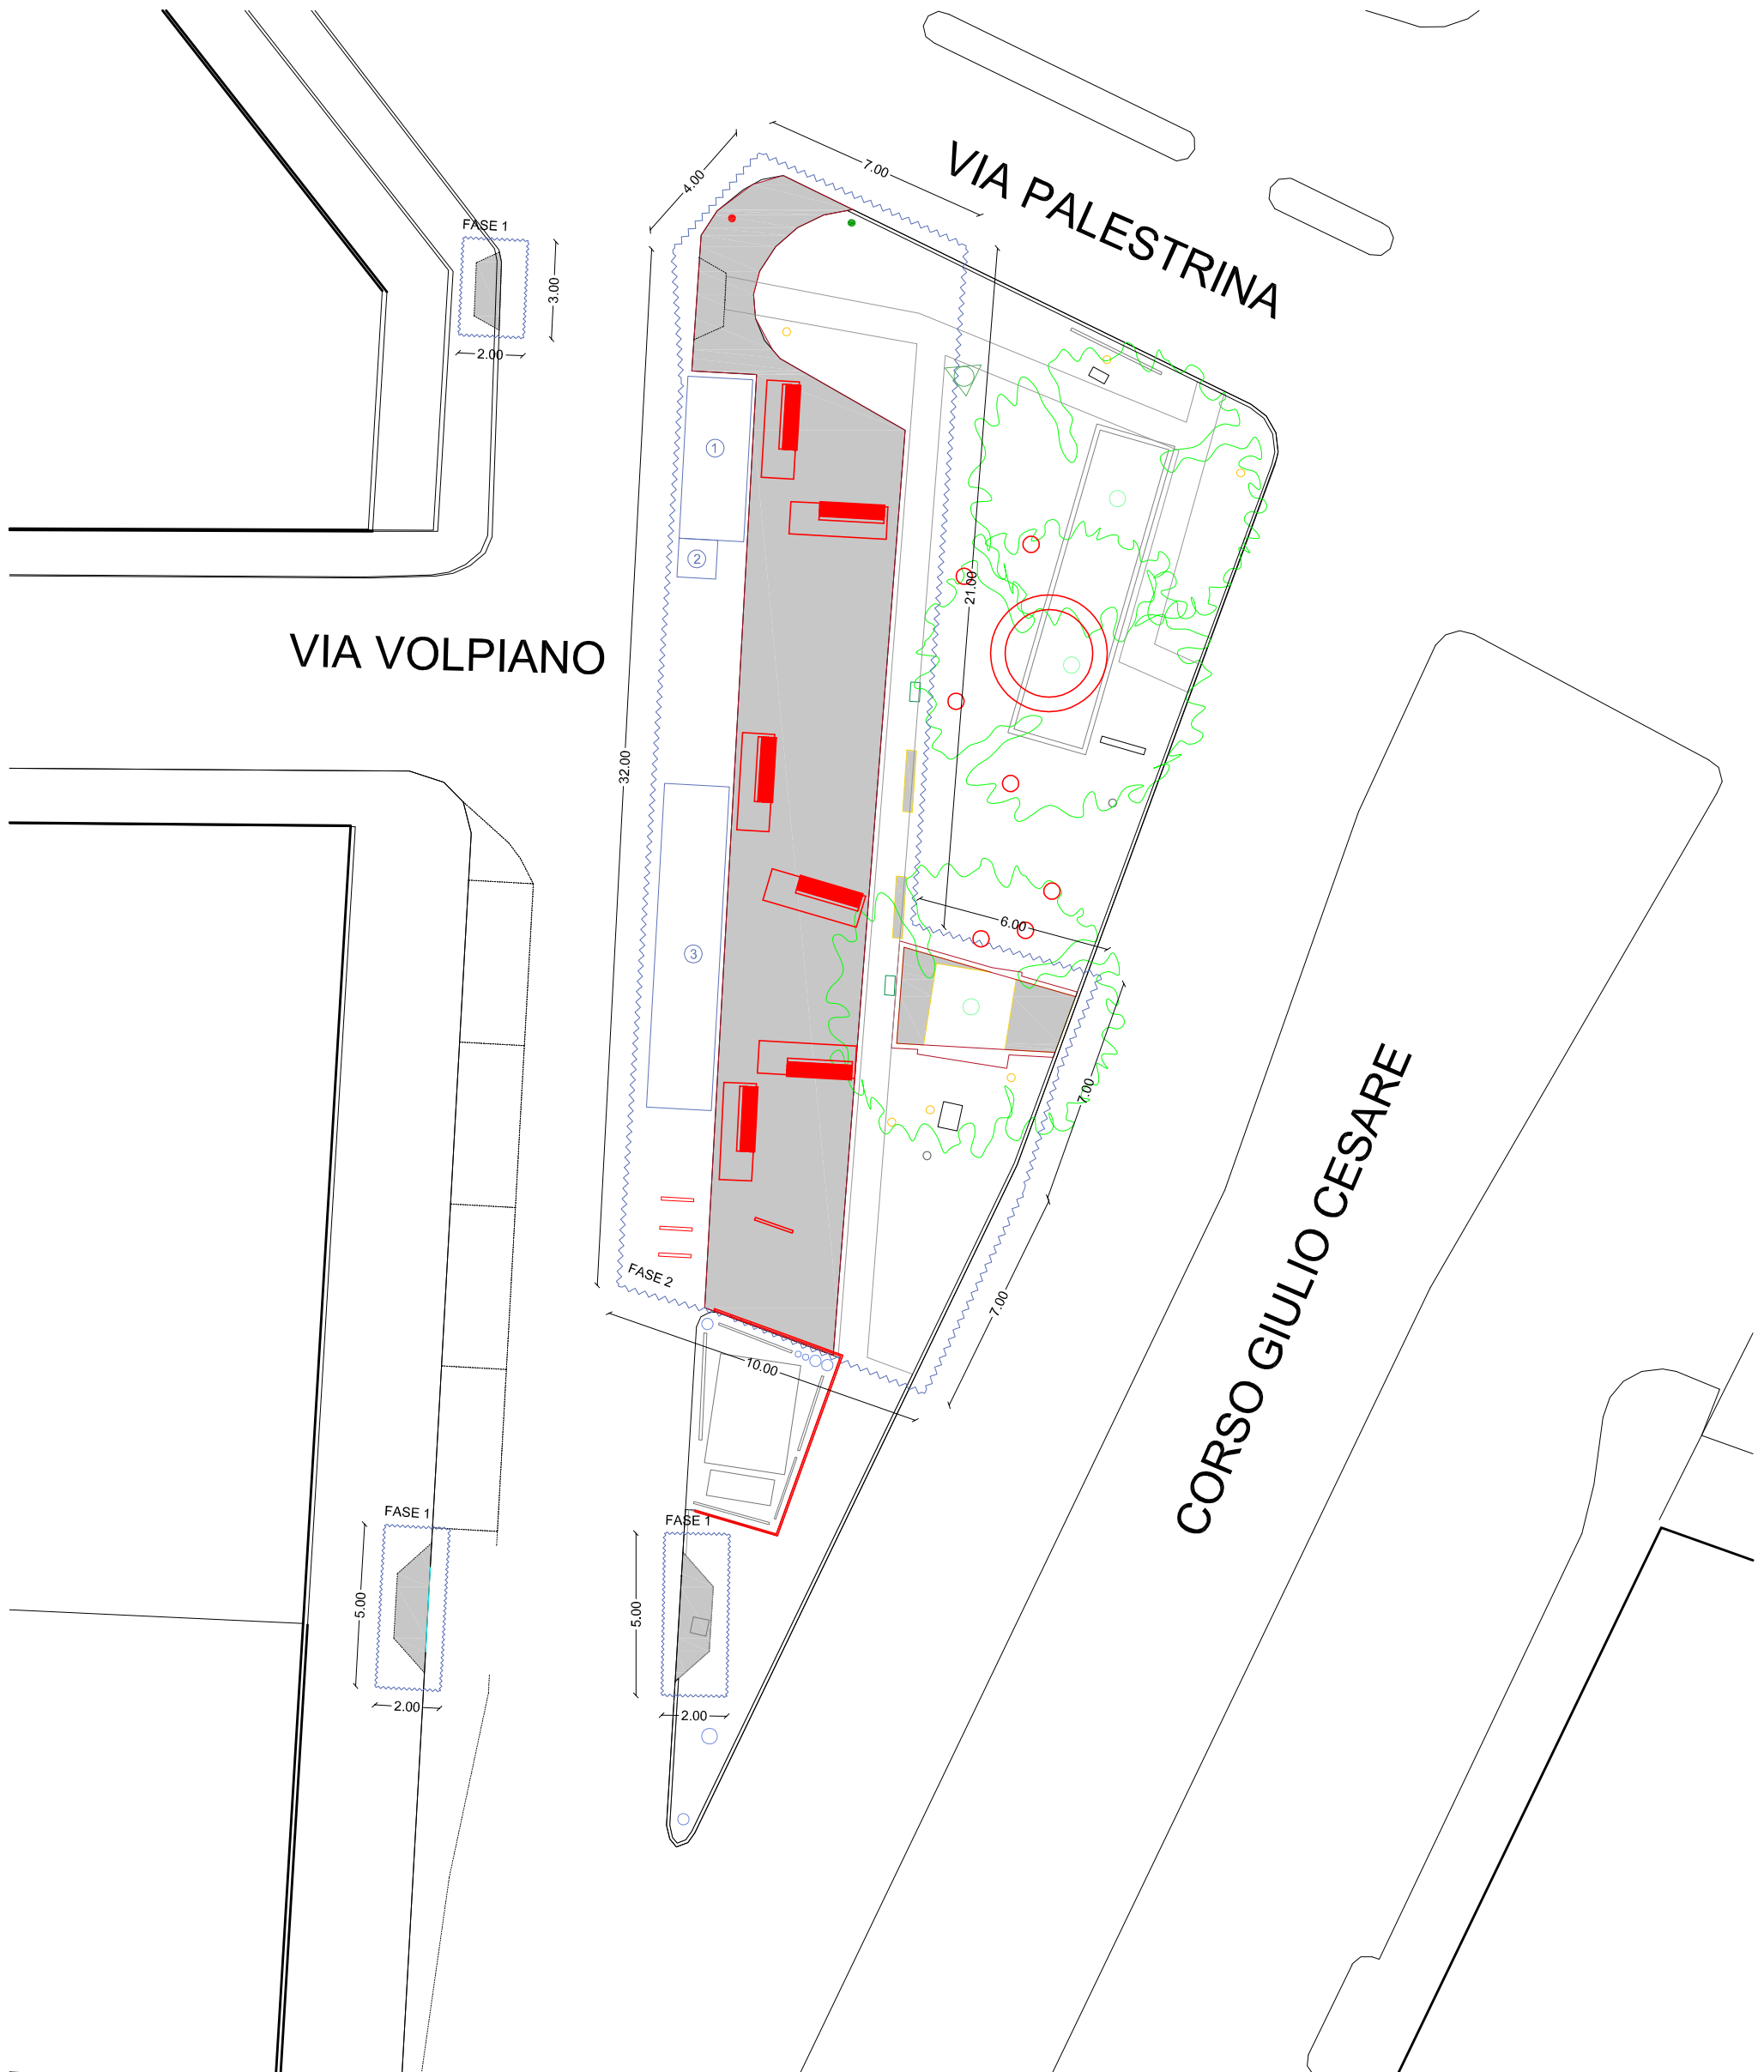 7.00
VIA PALESTRINA
4.00
FASE 1
3.00
2.00
1
2
21.00
VIA VOLPIANO
32.00
6.00
3
7.00
CORSO GIULIO CESARE
FASE 2
7.00
10.00
FASE 1
FASE 1
5.00
5.00
2.00
2.00